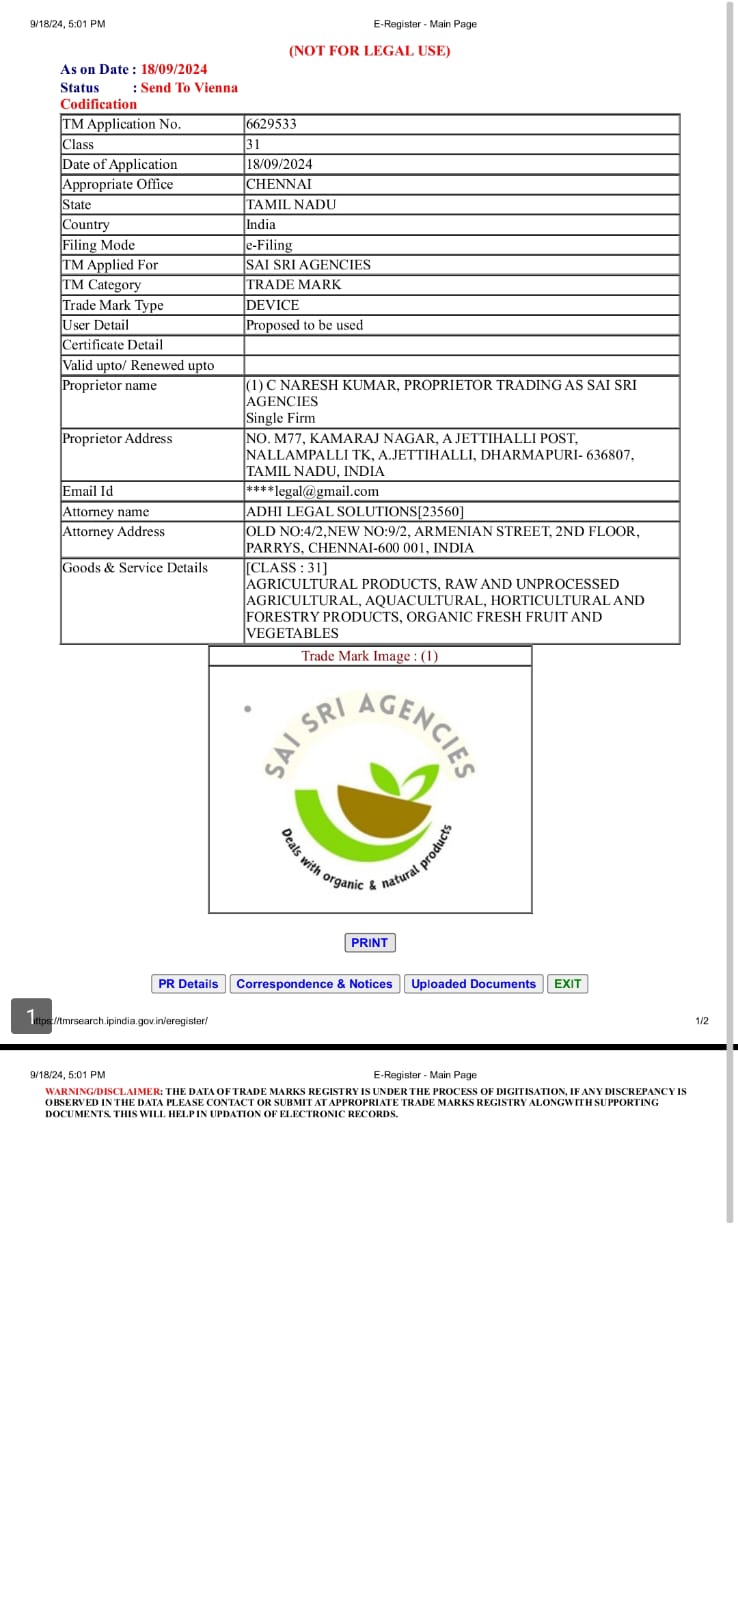 9/18/24, 5:01 PM E-Register - Main Page
(NOT FOR LEGAL USE)
As on Date : 18/09/2024
Status : Send To Vienna
Codification
TM Application No. 6629533
Class 31
Date of Application 18/09/2024
Appropriate Office CHENNAI
State TAMIL NADU
Country India
Filing Mode e-Filing
TM Applied For SAI SRI AGENCIES
TM Category TRADE MARK
Trade Mark Type DEVICE
User Detail Proposed to be used
Certificate Detail
Valid upto/ Renewed upto
Proprietor name (1) C NARESH KUMAR, PROPRIETOR TRADING AS SAI SRI
AGENCIES
Single Firm
Proprietor Address NO. M77, KAMARAJ NAGAR, A JETTIHALLI POST,
NALLAMPALLI TK, A.JETTIHALLI, DHARMAPURI- 636807,
TAMIL NADU, INDIA
Email Id ****legal@gmail.com
Attorney name ADHI LEGAL SOLUTIONS[23560]
Attorney Address OLD NO:4/2,NEW NO:9/2, ARMENIAN STREET, 2ND FLOOR,
PARRYS, CHENNAI-600 001, INDIA
Goods & Service Details [CLASS : 31]
AGRICULTURAL PRODUCTS, RAW AND UNPROCESSED
AGRICULTURAL, AQUACULTURAL, HORTICULTURAL AND
FORESTRY PRODUCTS, ORGANIC FRESH FRUIT AND
VEGETABLES
Trade Mark Image : (1)
SAI SRI AGENCIES
Deals with organic & natural products
PRINT
PR Details Correspondence & Notices Uploaded Documents EXIT
1
https://tmrsearch.ipindia.gov.in/eregister/ 1/2
9/18/24, 5:01 PM E-Register - Main Page
WARNING/DISCLAIMER: THE DATA OF TRADE MARKS REGISTRY IS UNDER THE PROCESS OF DIGITISATION, IF ANY DISCREPANCY IS
OBSERVED IN THE DATA PLEASE CONTACT OR SUBMIT AT APPROPRIATE TRADE MARKS REGISTRY ALONGWITH SUPPORTING
DOCUMENTS. THIS WILL HELP IN UPDATION OF ELECTRONIC RECORDS.